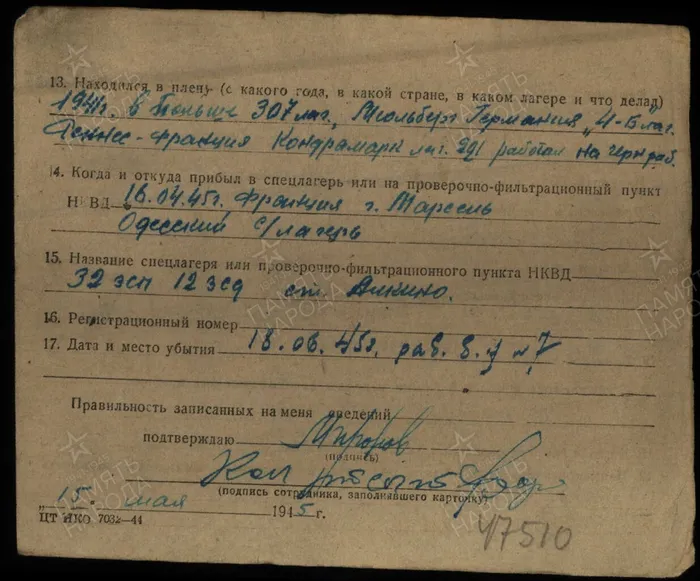 13. Находился в плену (с какого года, в какой стране, в каком лагере и что делал)
1941г. в Польше 307 лаг., Мюльберг Германия „4-Б" лаг.
Франция лаг. 221 работал на черн. раб.
14. Когда и откуда прибыл в спецлагерь или на проверочно-фильтрационный пункт
НКВД 16.04.45г, Франция г. Марсель
Одесский с/лагерь
15. Название спецлагеря или проверочно-фильтрационного пункта НКВД
32 зсп 12 зсд ст. Алкино.
16. Регистрационный номер
17. Дата и место убытия 18.06.45г. раб.
Правильность записанных на меня сведений
подтверждаю
(подпись)
(подпись сотрудника, заполнявшего карточку)
„15" мая 1945 г.
ЦТ НКО 7032—44
47510
ПАМЯТЬ НАРОДА